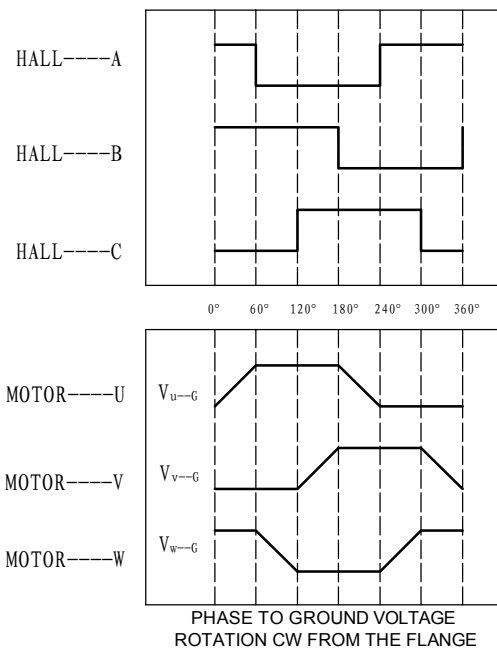 HALL----A
HALL----B
HALL----C
0° 60° 120° 180° 240° 300° 360°
MOTOR----U Vu--G
MOTOR----V Vv--G
MOTOR----W Vw--G
PHASE TO GROUND VOLTAGE
ROTATION CW FROM THE FLANGE